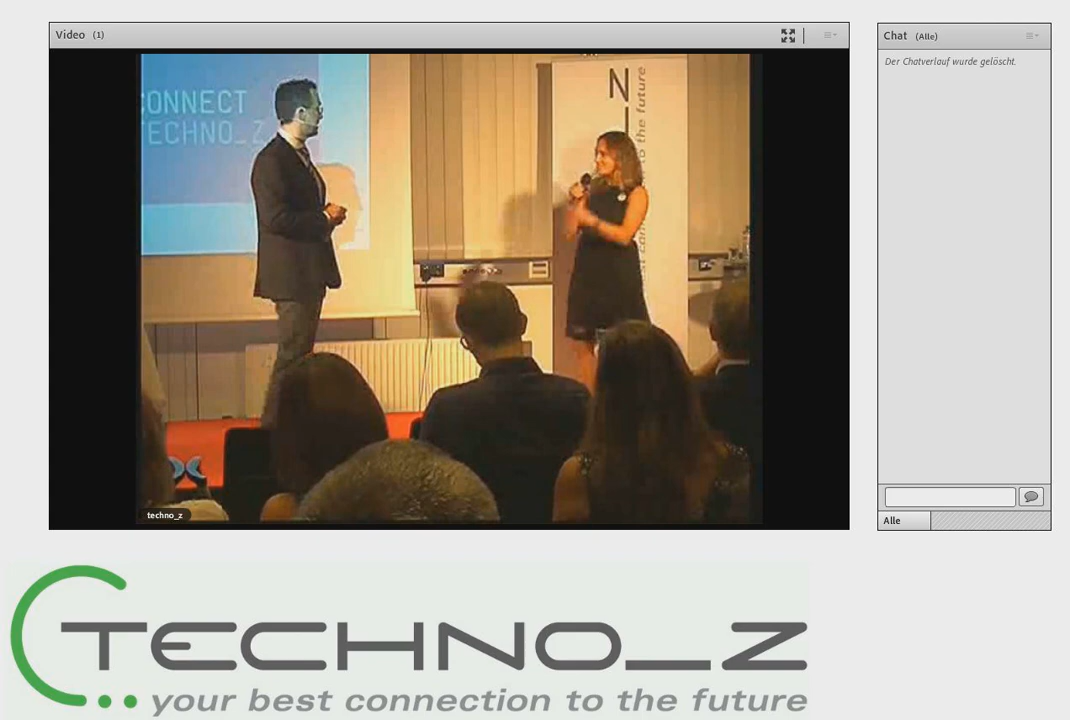 Video (1)
Chat (Alle)
Der Chatverlauf wurde gelöscht.
CONNECT
TECHNO_Z
to the future
techno_z
Alle
TECHNO_Z
your best connection to the future